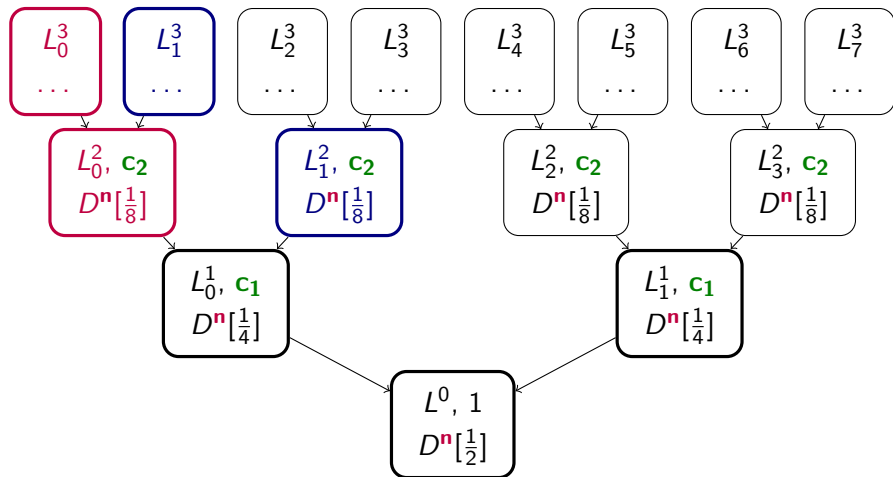 L_0^3 L_1^3 L_2^3 L_3^3 L_4^3 L_5^3 L_6^3 L_7^3
... ... ... ... ... ... ... ...
L_0^2, c_2 L_1^2, c_2 L_2^2, c_2 L_3^2, c_2
D^n[1/8] D^n[1/8] D^n[1/8] D^n[1/8]
L_0^1, c_1 L_1^1, c_1
D^n[1/4] D^n[1/4]
L^0, 1
D^n[1/2]